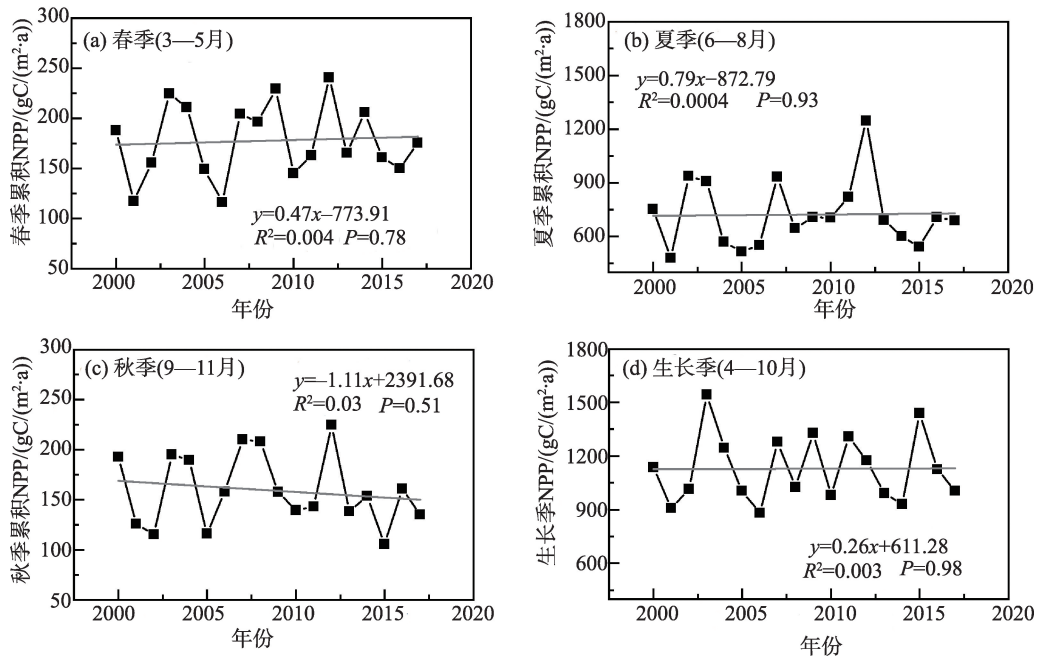 (a) 春季(3—5月)
春季累积NPP/(gC/(m²·a))
300
250
200
150
100
50
y=0.47x−773.91
R²=0.004 P=0.78
2000 2005 2010 2015 2020
年份
(b) 夏季(6—8月)
夏季累积NPP/(gC/(m²·a))
1800
1500
1200
900
600
y=0.79x−872.79
R²=0.0004 P=0.93
2000 2005 2010 2015 2020
年份
(c) 秋季(9—11月)
秋季累积NPP/(gC/(m²·a))
300
250
200
150
100
50
y=−1.11x+2391.68
R²=0.03 P=0.51
2000 2005 2010 2015 2020
年份
(d) 生长季(4—10月)
生长季NPP/(gC/(m²·a))
1800
1500
1200
900
600
y=0.26x+611.28
R²=0.003 P=0.98
2000 2005 2010 2015 2020
年份